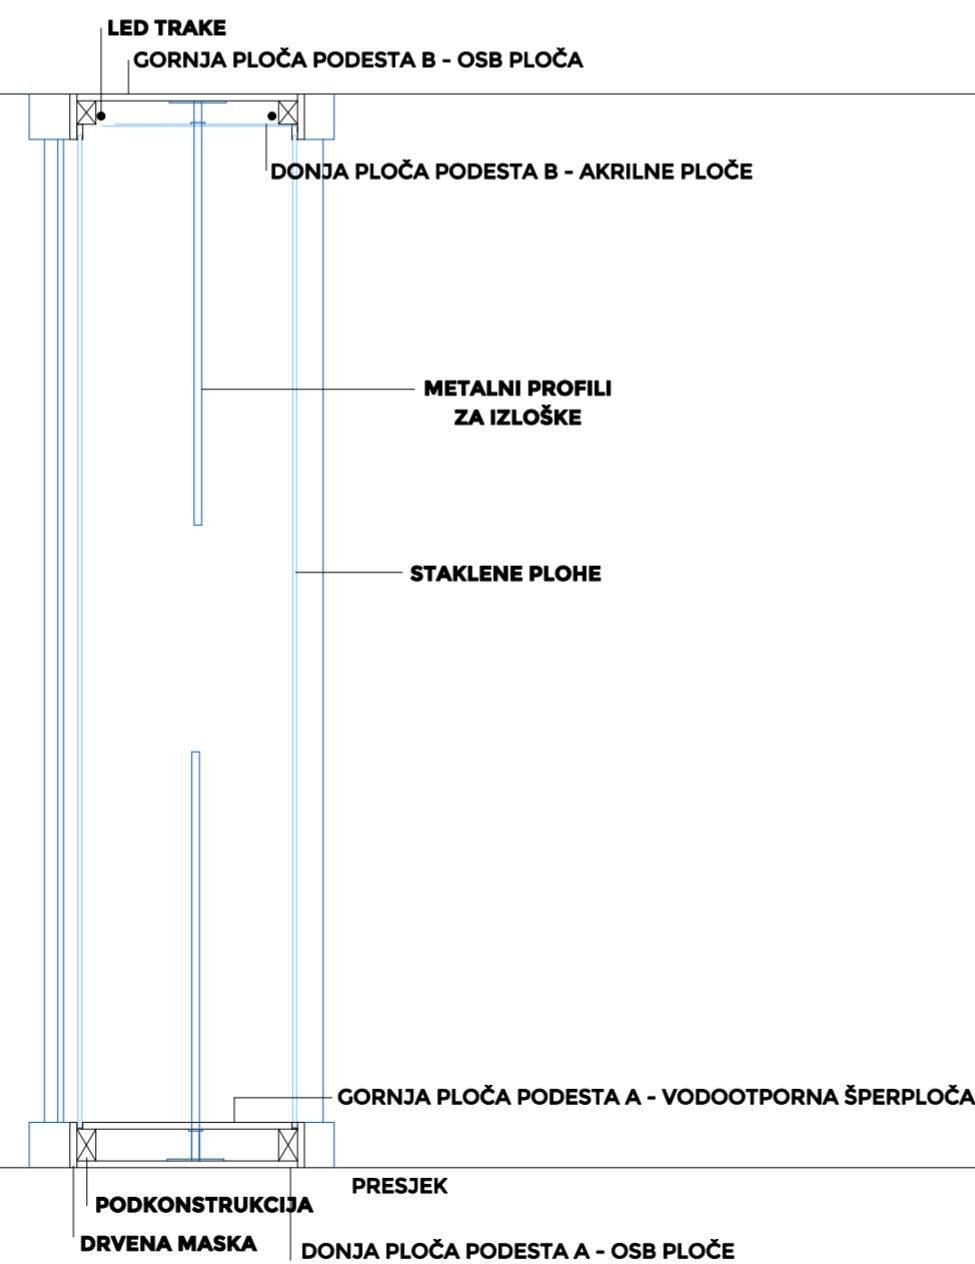 LED TRAKE
GORNJA PLOČA PODESTA B - OSB PLOČA
DONJA PLOČA PODESTA B - AKRILNE PLOČE
METALNI PROFILI
ZA IZLOŠKE
STAKLENE PLOHE
GORNJA PLOČA PODESTA A - VODOOTPORNA ŠPERPLOČA
PRESJEK
PODKONSTRUKCIJA
DRVENA MASKA
DONJA PLOČA PODESTA A - OSB PLOČE